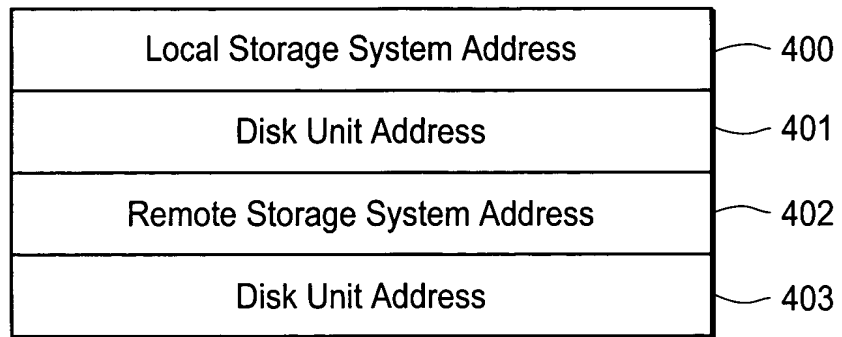 Local Storage System Address 400
Disk Unit Address 401
Remote Storage System Address 402
Disk Unit Address 403